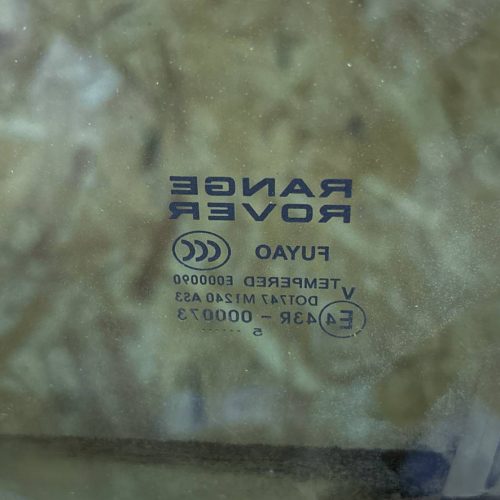 RANGE
ROVER
FUYAO CCC
TEMPERED E000090
V
DOT747 M1240 AS3
E4 43R - 000073
5 ......